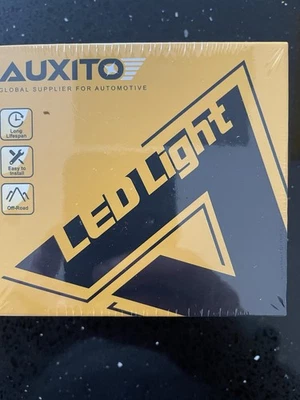 AUXITO
GLOBAL SUPPLIER FOR AUTOMOTIVE
Long
Lifespan
Easy to
Install
Off-Road
LED Light